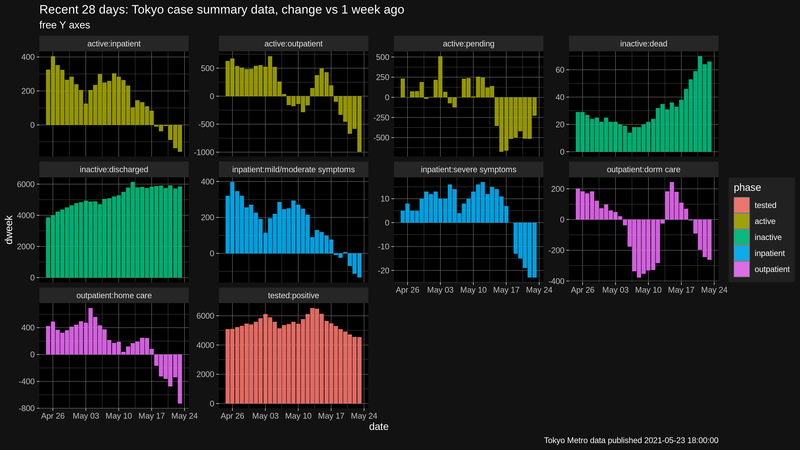 Recent 28 days: Tokyo case summary data, change vs 1 week ago
free Y axes
active:inpatient
active:outpatient
active:pending
inactive:dead
400
200
0
500
0
-500
-1000
500
250
0
-250
-500
60
40
20
0
inactive:discharged
inpatient:mild/moderate symptoms
inpatient:severe symptoms
outpatient:dorm care
6000
4000
2000
0
400
200
0
10
0
-10
-20
200
0
-200
-400
Apr 26 May 03 May 10 May 17 May 24
Apr 26 May 03 May 10 May 17 May 24
outpatient:home care
tested:positive
400
0
-400
-800
6000
4000
2000
0
Apr 26 May 03 May 10 May 17 May 24
Apr 26 May 03 May 10 May 17 May 24
dweek
date
phase
tested
active
inactive
inpatient
outpatient
Tokyo Metro data published 2021-05-23 18:00:00